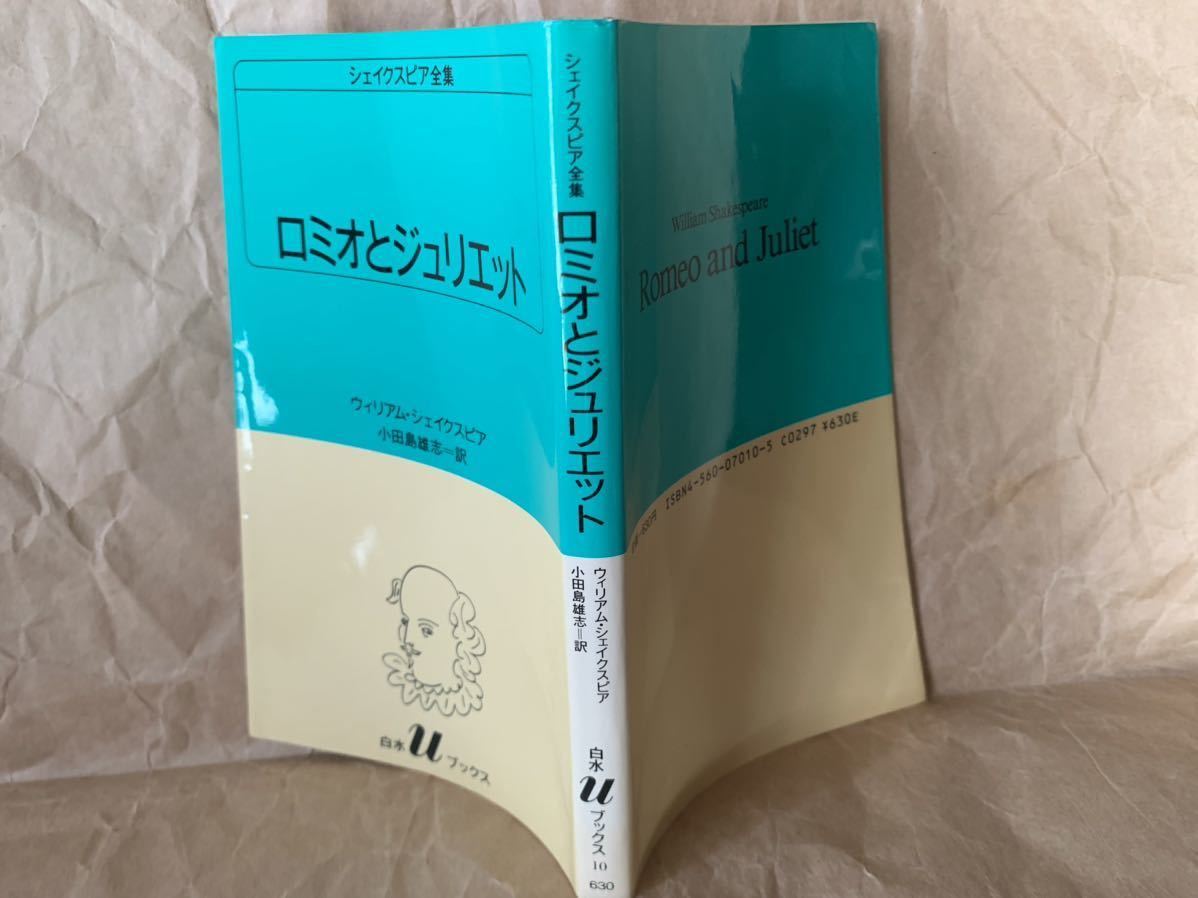 シェイクスピア全集
ロミオとジュリエット
ウィリアム・シェイクスピア
小田島雄志=訳
白水 u ブックス
シェイクスピア全集
ロミオとジュリエット
ウィリアム・シェイクスピア
小田島雄志=訳
白水
u
ブックス
10
630
William Shakespeare
Romeo and Juliet
ISBN4-560-07010-5 C0297 ¥630E
630円